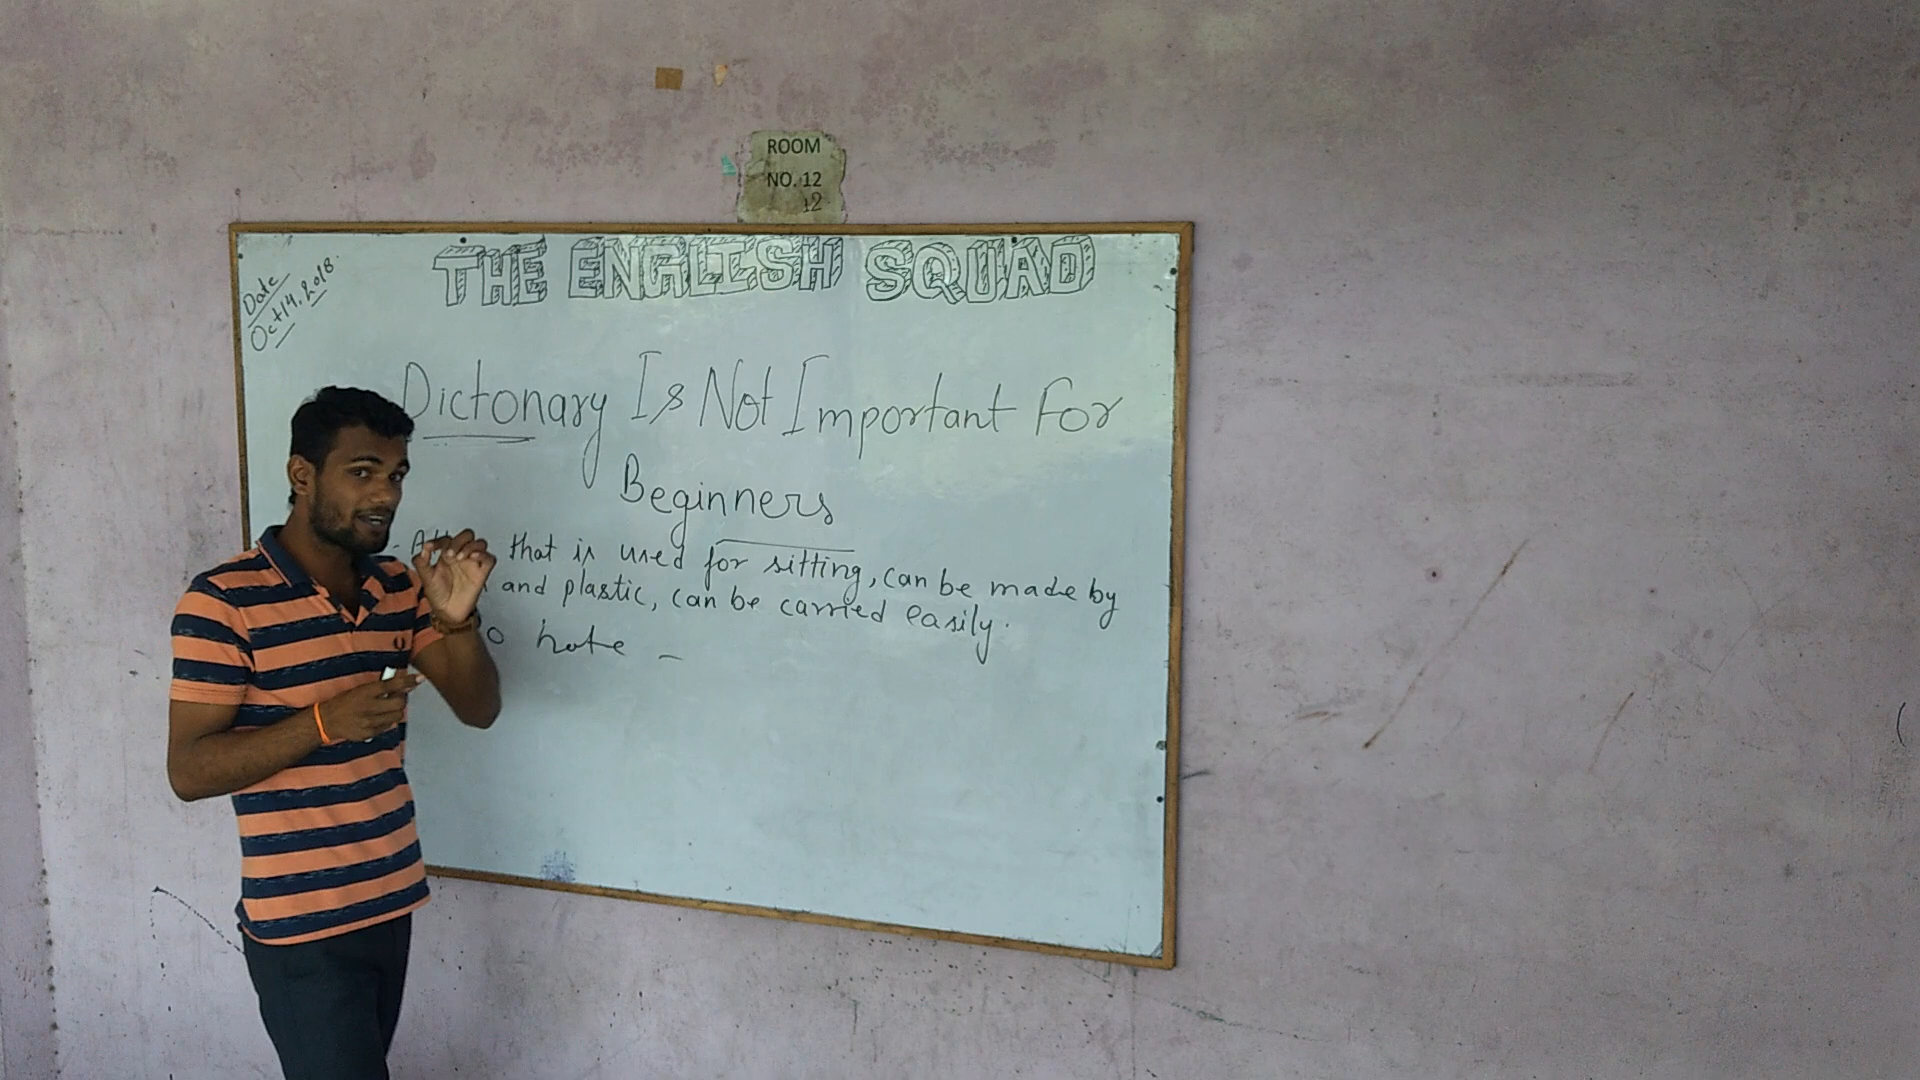 ROOM
NO. 12
12
THE ENGLISH SQUAD
Date
Oct 14, 2018.
Dictonary Is Not Important For
Beginners
that is used for sitting, can be made by
and plastic, can be carried easily.
hate -